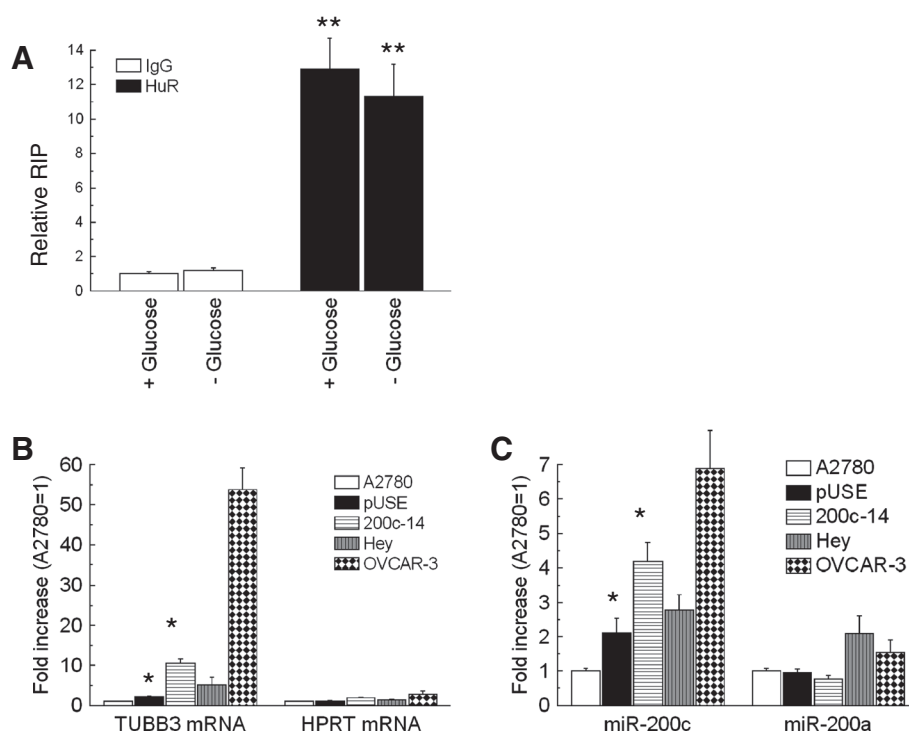 A
**
**
14
12
10
8
6
4
2
0
Relative RIP
IgG
HuR
+ Glucose
- Glucose
+ Glucose
- Glucose
B
60
50
40
30
20
10
0
Fold increase (A2780=1)
A2780
pUSE
200c-14
Hey
OVCAR-3
*
*
TUBB3 mRNA
HPRT mRNA
C
7
6
5
4
3
2
1
0
Fold increase (A2780=1)
A2780
pUSE
200c-14
Hey
OVCAR-3
*
*
miR-200c
miR-200a